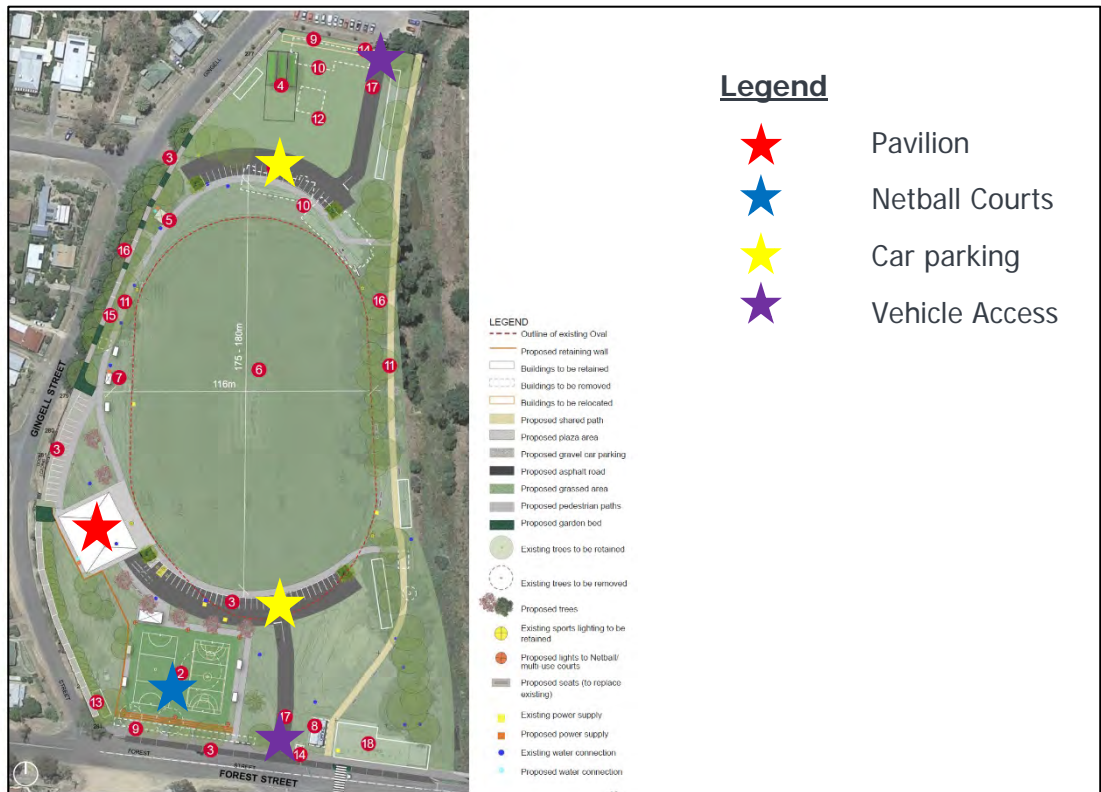 GINGELL
277
9
14
10
17
4
12
3
10
5
16
11
15
16
175 - 180m
6
11
116m
7
GINGELL STREET
3
3
2
13
STREET
17
8
9
3
14
18
FOREST
STREET
FOREST STREET
LEGEND
Outline of existing Oval
Proposed retaining wall
Buildings to be retained
Buildings to be removed
Buildings to be relocated
Proposed shared path
Proposed plaza area
Proposed gravel car parking
Proposed asphalt road
Proposed grassed area
Proposed pedestrian paths
Proposed garden bed
Existing trees to be retained
Existing trees to be removed
Proposed trees
Existing sports lighting to be
retained
Proposed lights to Netball/
multi-use courts
Proposed seats (to replace
existing)
Existing power supply
Proposed power supply
Existing water connection
Proposed water connection
Legend
Pavilion
Netball Courts
Car parking
Vehicle Access